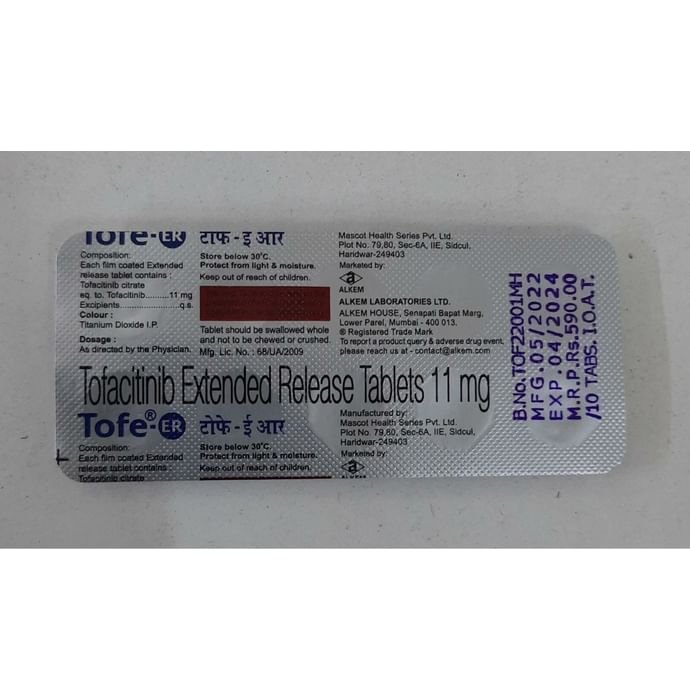 Tofe-ER टाफे - ई आर
Composition:
Each film coated Extended
release tablet contains :
Tofacitinib citrate
eq. to. Tofacitinib..........11 mg
Excipients........................q.s.
Colour :
Titanium Dioxide I.P.
Dosage :
As directed by the Physician.
Store below 30°C.
Protect from light & moisture.
Keep out of reach of children.
Tablet should be swallowed whole
and not to be chewed or crushed.
Mfg. Lic. No. : 68/UA/2009
Mascot Health Series Pvt. Ltd.
Plot No. 79,80, Sec-6A, IIE, Sidcul,
Haridwar-249403
Marketed by:
a
ALKEM
ALKEM LABORATORIES LTD.
ALKEM HOUSE, Senapati Bapat Marg,
Lower Parel, Mumbai - 400 013.
® Registered Trade Mark
To report a product query & adverse drug event,
please reach us at - contact@alkem.com
Tofacitinib Extended Release Tablets 11 mg
Tofe®-ER टोफे - ई आर
Composition:
Each film coated Extended
release tablet contains :
Tofacitinib citrate
Store below 30°C.
Protect from light & moisture.
Keep out of reach of children.
Manufactured by:
Mascot Health Series Pvt. Ltd.
Plot No. 79,80, Sec-6A, IIE, Sidcul,
Haridwar-249403
Marketed by:
a
ALKEM
B.No.TOF22001MH
MFG.05/2022
EXP.04/2024
M.R.P.Rs.590.00
/10 TABS. I.O.A.T.